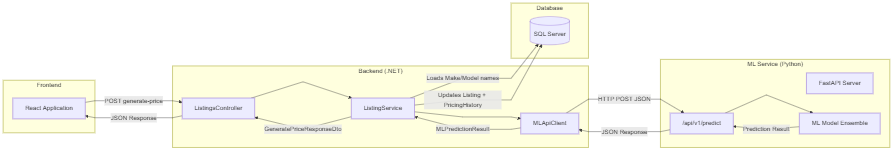 Database
SQL Server
Backend (.NET)
ML Service (Python)
Frontend
Loads Make/Model names
FastAPI Server
React Application
POST generate-price
ListingsController
ListingService
Updates Listing +
PricingHistory
HTTP POST JSON
JSON Response
GeneratePriceResponseDto
MLPredictionResult
MLApiClient
JSON Response
/api/v1/predict
Prediction Result
ML Model Ensemble